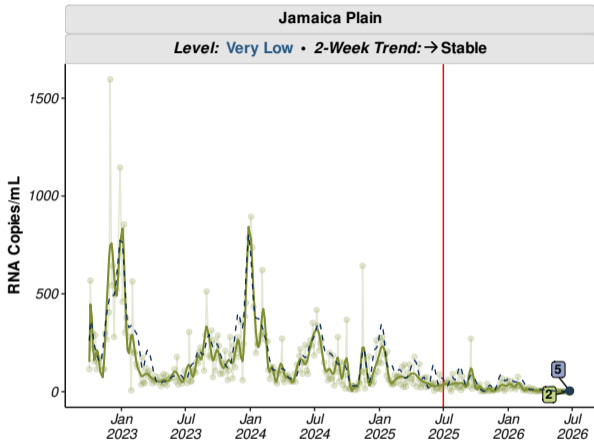 Jamaica Plain
Level: Very Low • 2-Week Trend: → Stable
RNA Copies/mL
1500
1000
500
0
5
2
Jan Jul Jan Jul Jan Jul Jan Jul
2023 2023 2024 2024 2025 2025 2026 2026